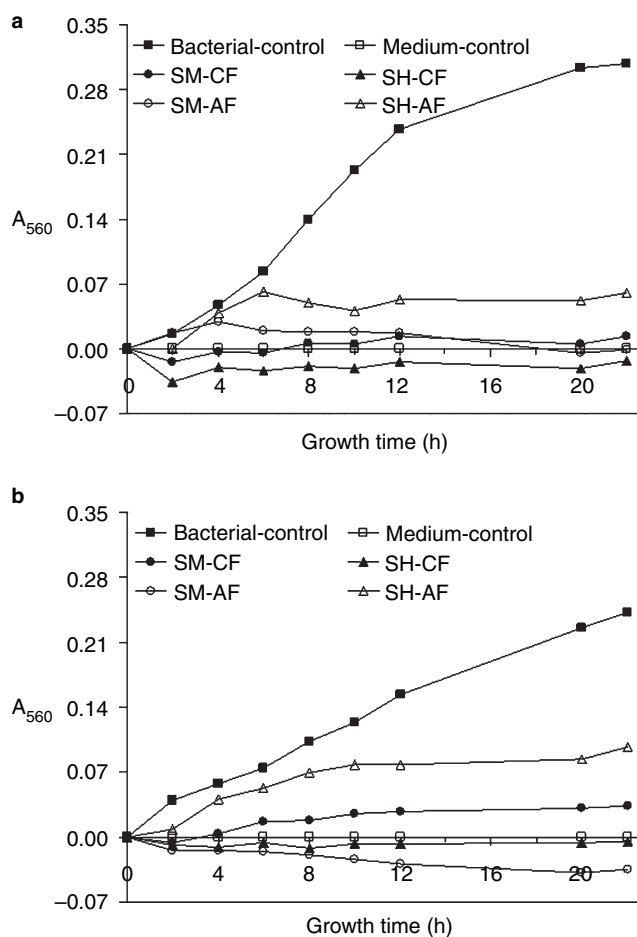 a
0.35
Bacterial-control
Medium-control
0.28
SM-CF
SH-CF
SM-AF
SH-AF
0.21
A560
0.14
0.07
0.00
0 4 8 12 16 20
–0.07
Growth time (h)
b
0.35
Bacterial-control
Medium-control
0.28
SM-CF
SH-CF
SM-AF
SH-AF
0.21
A560
0.14
0.07
0.00
0 4 8 12 16 20
–0.07
Growth time (h)